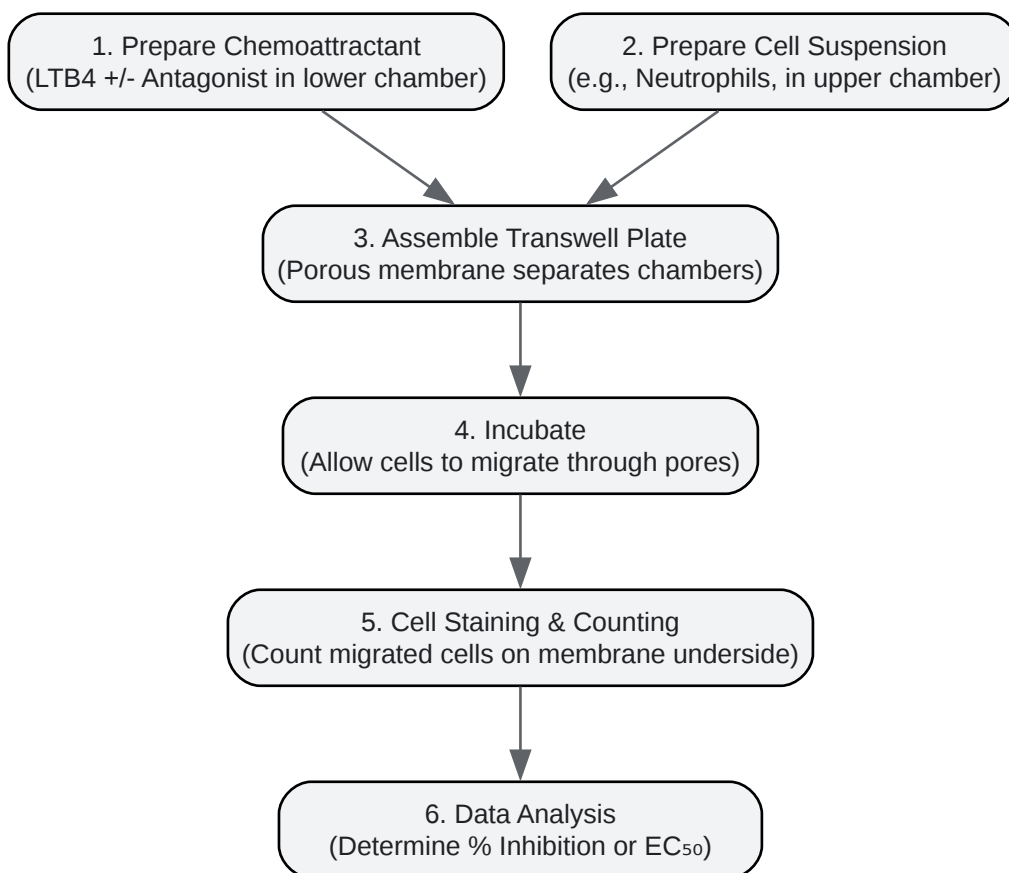 1. Prepare Chemoattractant
(LTB4 +/- Antagonist in lower chamber)
2. Prepare Cell Suspension
(e.g., Neutrophils, in upper chamber)
3. Assemble Transwell Plate
(Porous membrane separates chambers)
4. Incubate
(Allow cells to migrate through pores)
5. Cell Staining & Counting
(Count migrated cells on membrane underside)
6. Data Analysis
(Determine % Inhibition or EC₅₀)